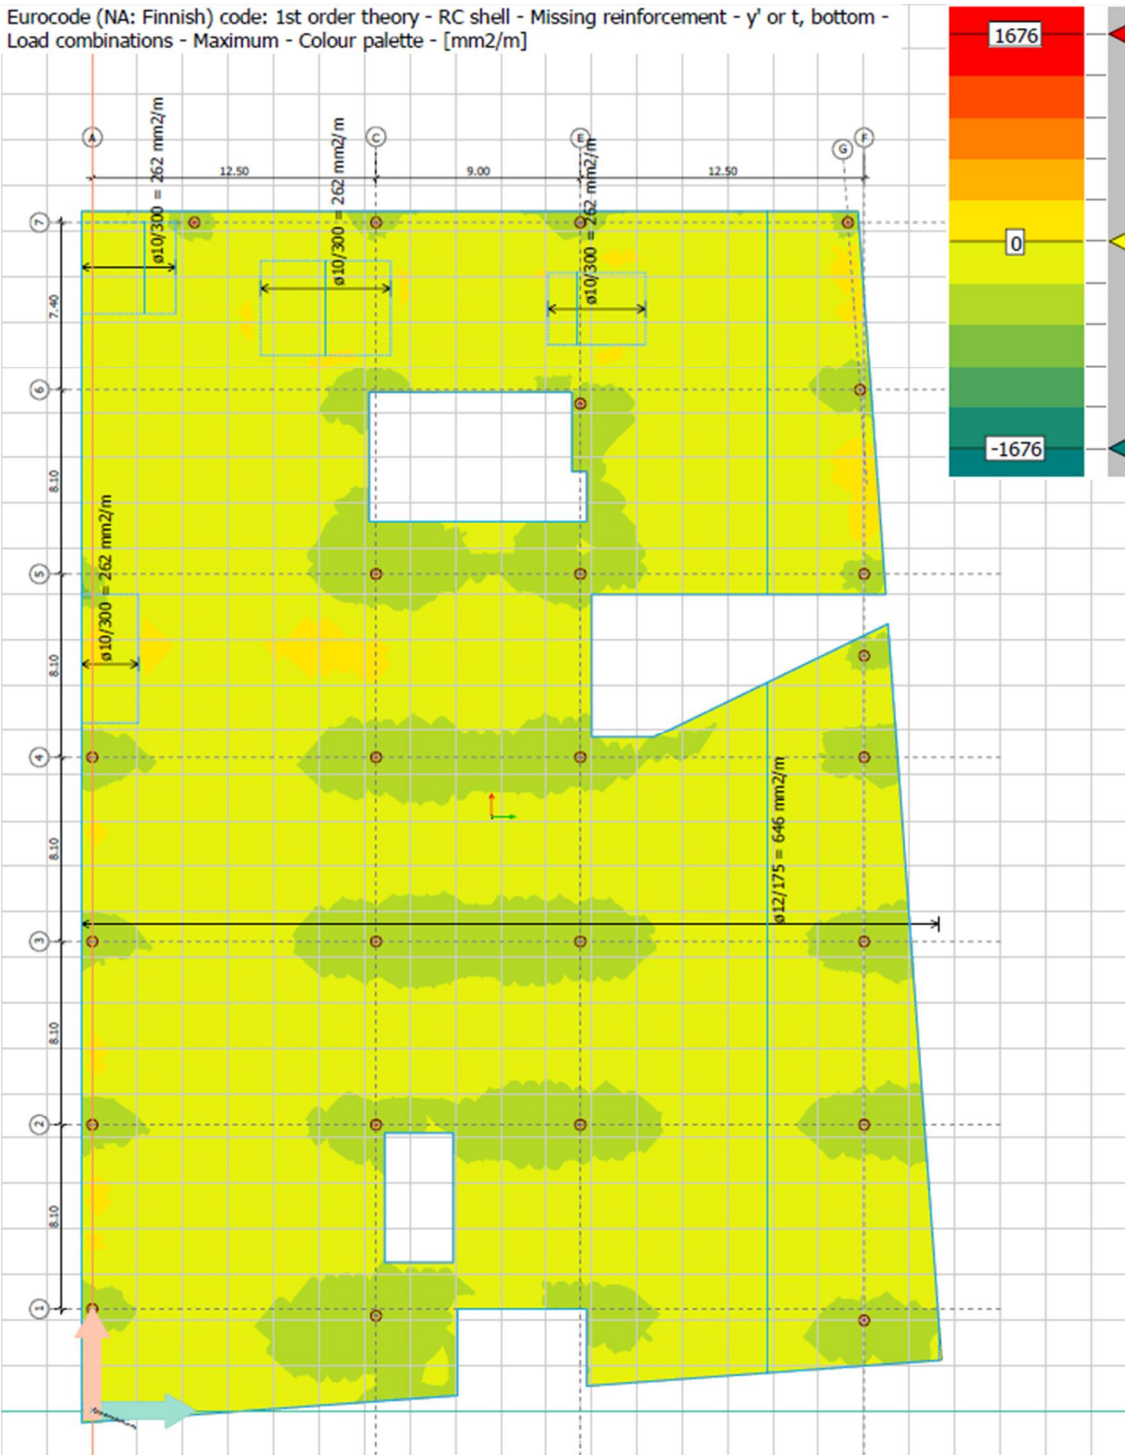 Eurocode (NA: Finnish) code: 1st order theory - RC shell - Missing reinforcement - y' or t, bottom -
Load combinations - Maximum - Colour palette - [mm2/m]
1676
0
-1676
A
C
E
G
F
12.50
9.00
12.50
ø10/300 = 262 mm2/m
ø10/300 = 262 mm2/m
ø10/300 = 262 mm2/m
7
7.40
6
8.10
ø10/300 = 262 mm2/m
5
8.10
4
8.10
ø12/175 = 646 mm2/m
3
8.10
2
8.10
1